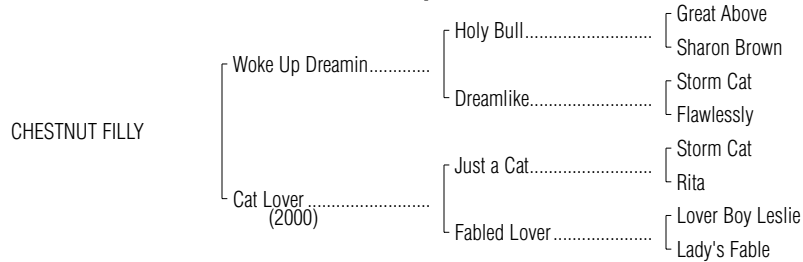 Great Above
Holy Bull............................
Sharon Brown
Woke Up Dreamin.............
Storm Cat
Dreamlike...........................
Flawlessly
CHESTNUT FILLY
Storm Cat
Just a Cat...........................
Rita
Cat Lover ...........................
(2000)
Lover Boy Leslie
Fabled Lover ......................
Lady's Fable